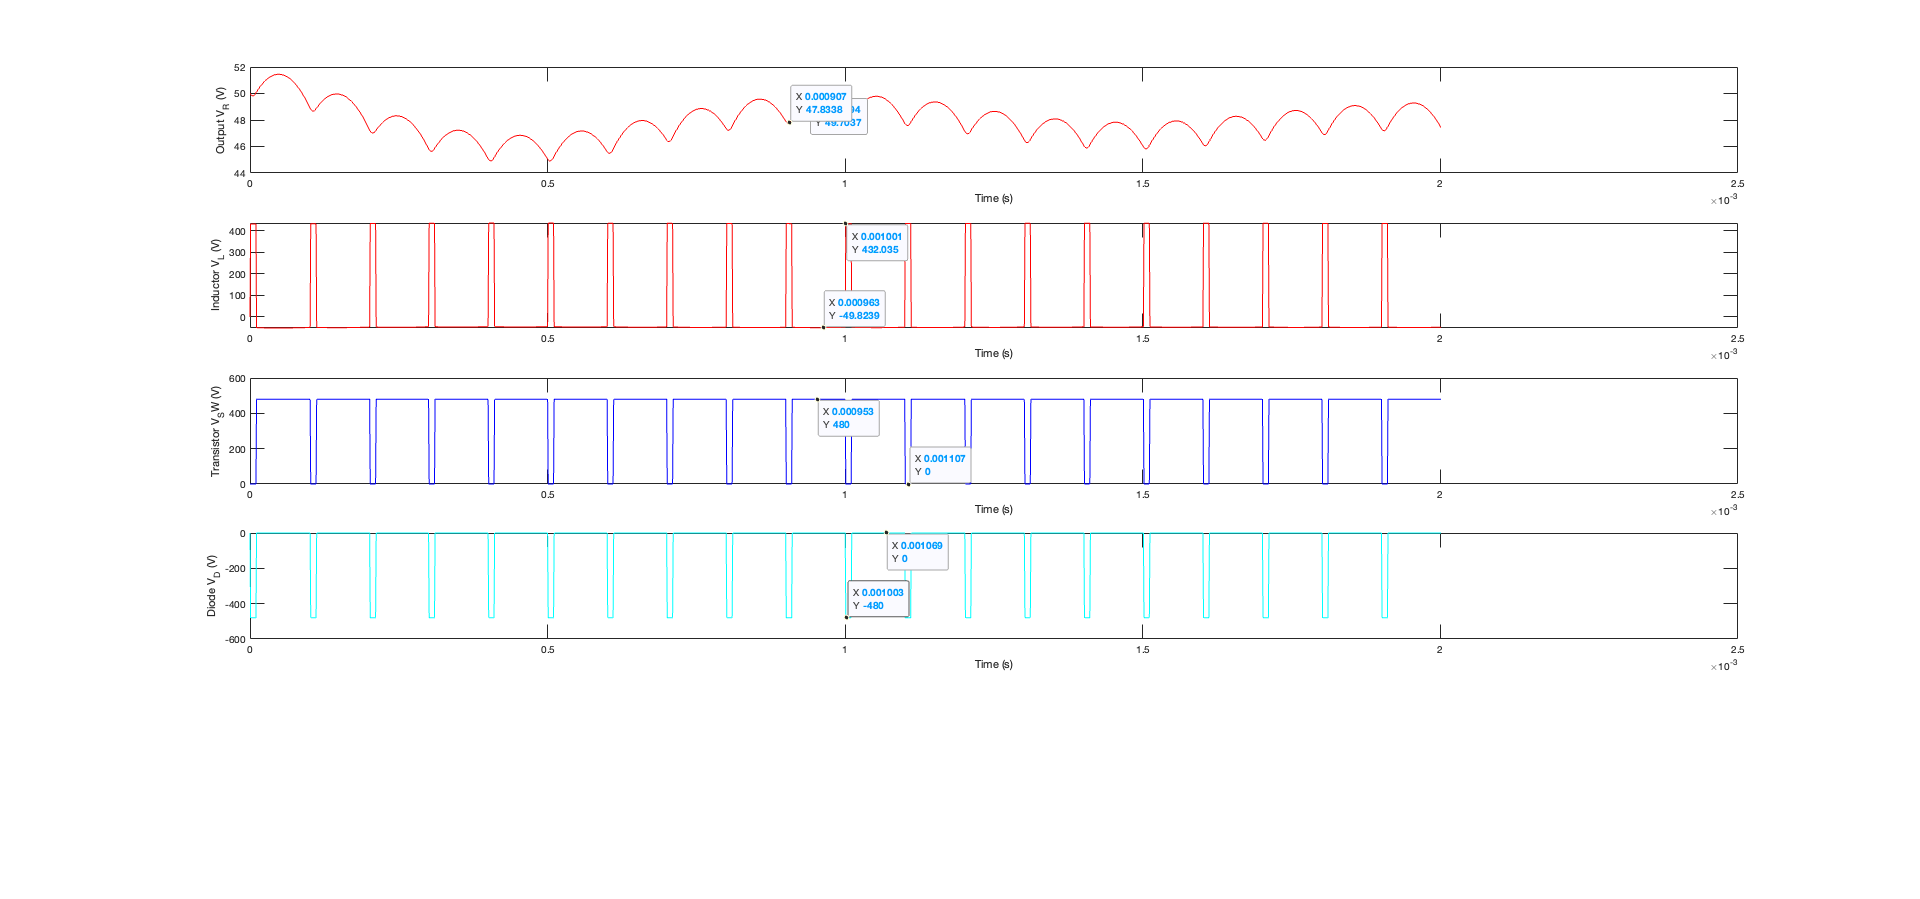 52
50
48
46
44
Output V_R (V)
X 0.000907
Y 47.8338
94
Y 49.7037
0
0.5
1
1.5
2
2.5
Time (s)
×10^-3
400
300
200
100
0
Inductor V_L (V)
X 0.001001
Y 432.035
X 0.000963
Y -49.8239
0
0.5
1
1.5
2
2.5
Time (s)
×10^-3
600
400
200
0
Transistor V_SW (V)
X 0.000953
Y 480
X 0.001107
Y 0
0
0.5
1
1.5
2
2.5
Time (s)
×10^-3
0
-200
-400
-600
Diode V_D (V)
X 0.001069
Y 0
X 0.001003
Y -480
0
0.5
1
1.5
2
2.5
Time (s)
×10^-3